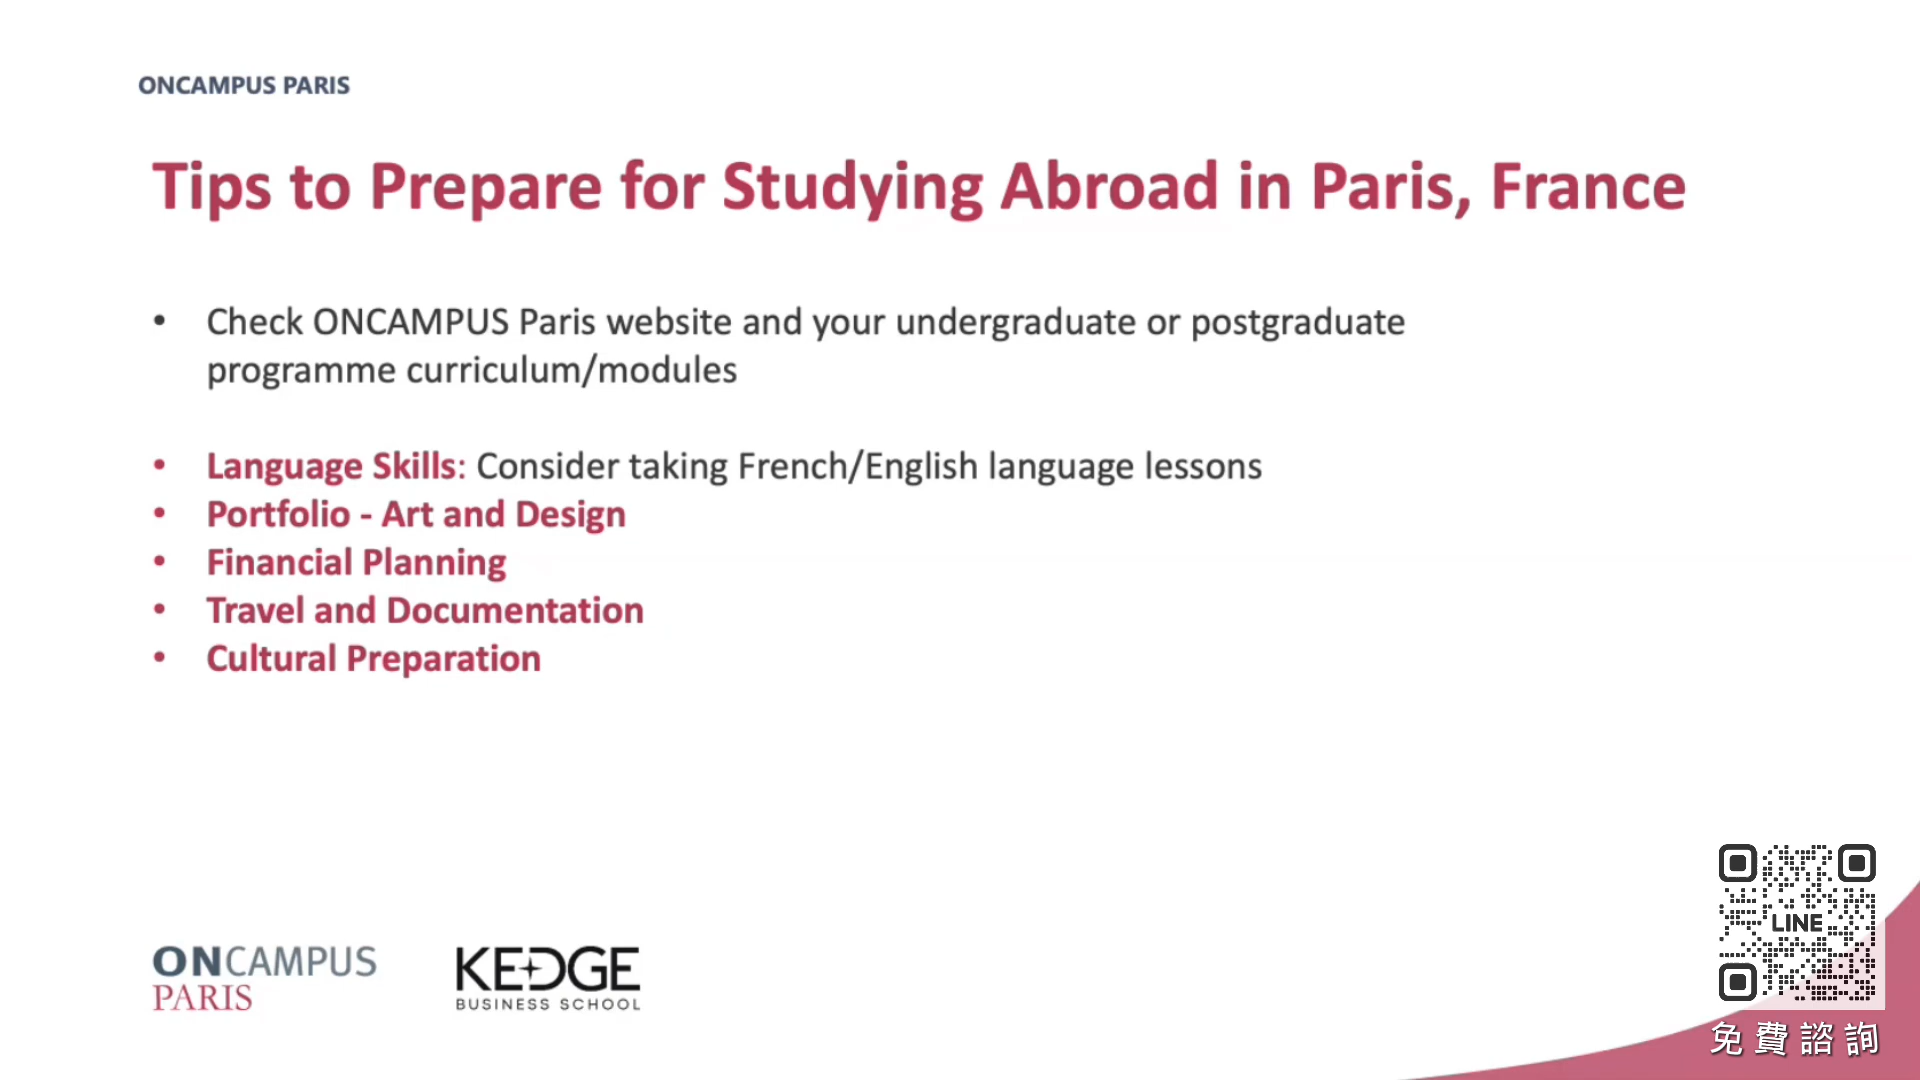 ONCAMPUS PARIS
Tips to Prepare for Studying Abroad in Paris, France
• Check ONCAMPUS Paris website and your undergraduate or postgraduate
programme curriculum/modules
• Language Skills: Consider taking French/English language lessons
• Portfolio - Art and Design
• Financial Planning
• Travel and Documentation
• Cultural Preparation
LINE
ONCAMPUS
PARIS
KEDGE
BUSINESS SCHOOL
免費諮詢